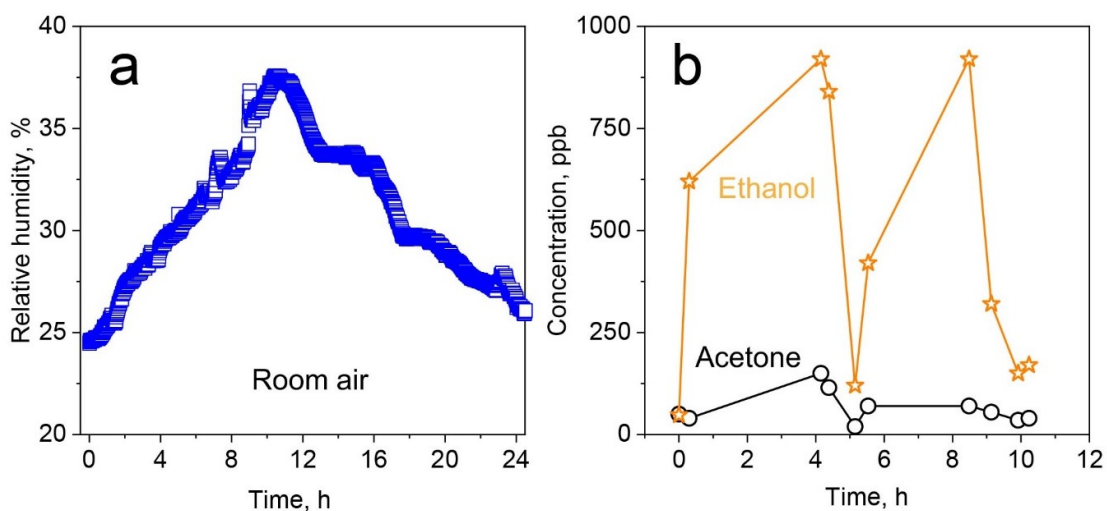 a
40
35
30
25
20
Relative humidity, %
Room air
0 4 8 12 16 20 24
Time, h
b
1000
750
500
250
0
Concentration, ppb
Ethanol
Acetone
0 2 4 6 8 10 12
Time, h